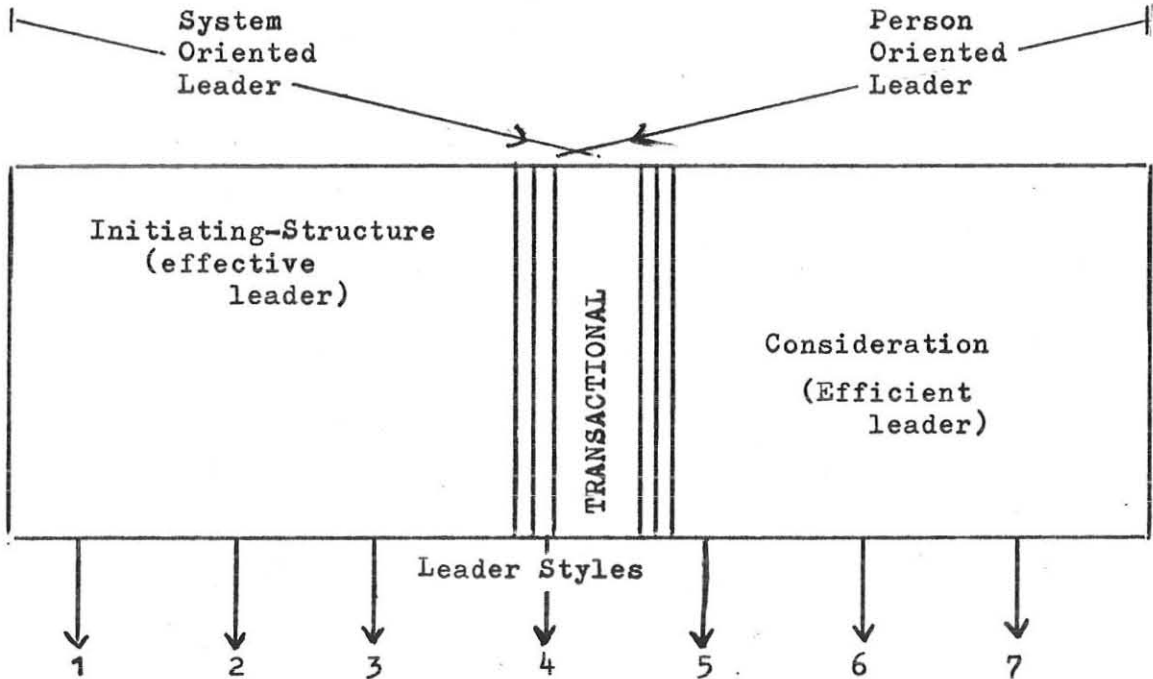 System
Oriented
Leader
Person
Oriented
Leader
Initiating-Structure
(effective
leader)
TRANSACTIONAL
Consideration
(Efficient
leader)
Leader Styles
1 2 3 4 5 6 7